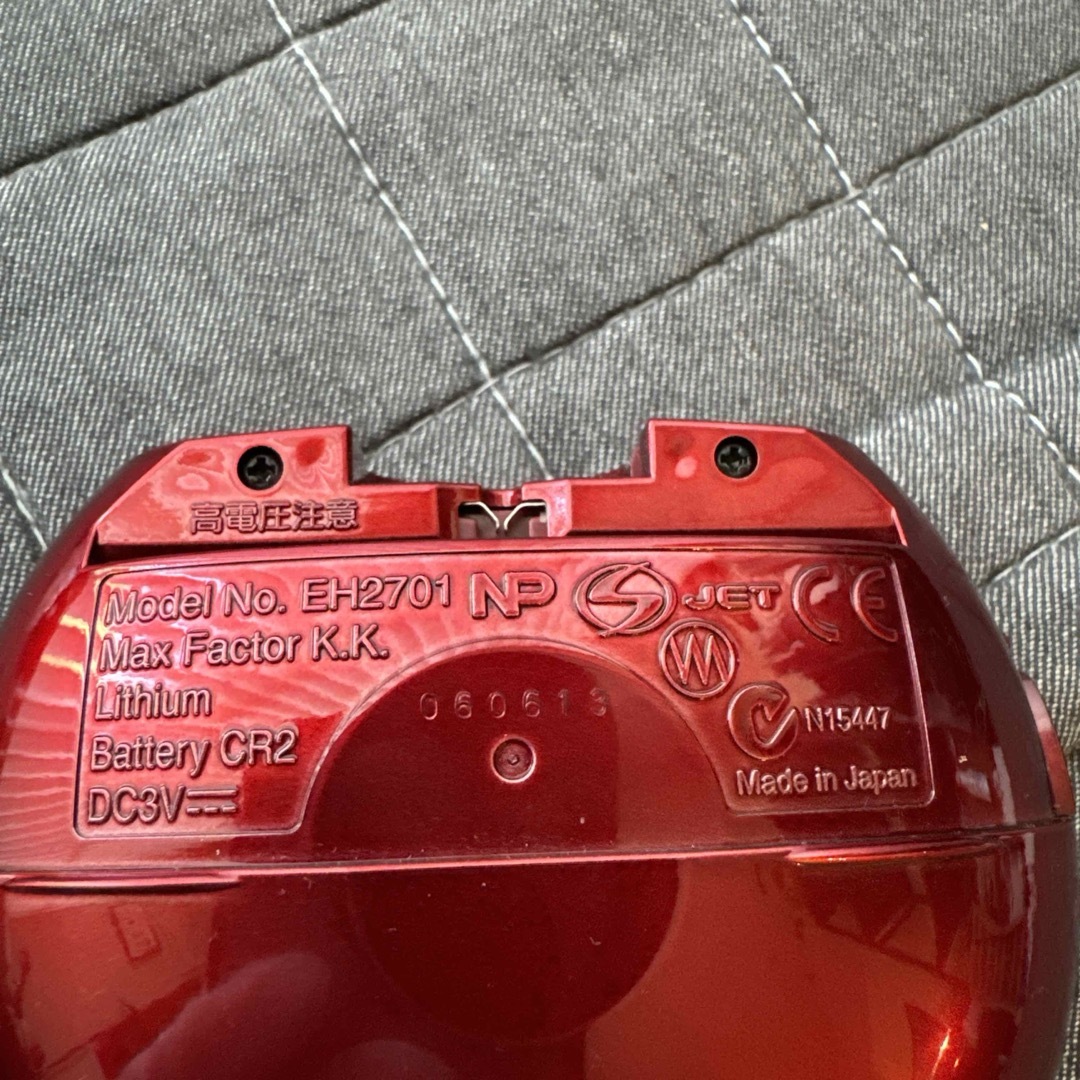 高電圧注意
Model No. EH2701 NP S JET CE
Max Factor K.K.
Lithium
Battery CR2
DC3V
060613
N15447
Made in Japan